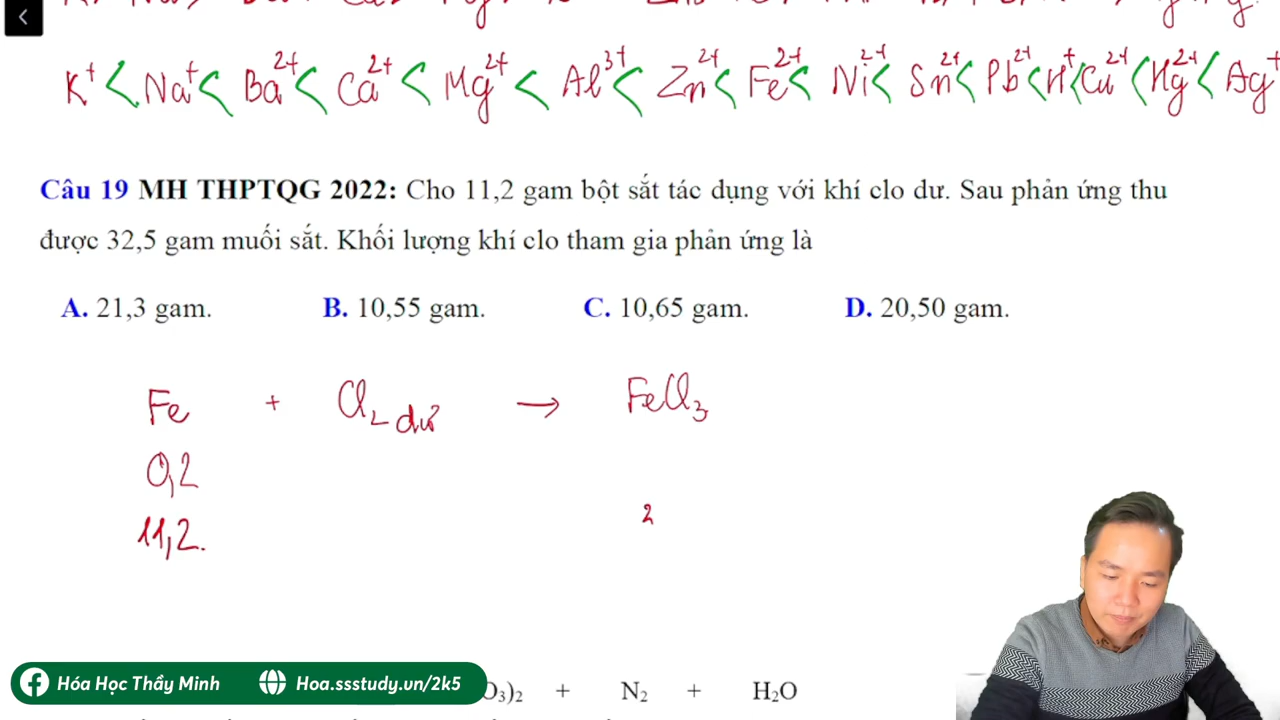 K⁺ < Na⁺ < Ba²⁺ < Ca²⁺ < Mg²⁺ < Al³⁺ < Zn²⁺ < Fe²⁺ < Ni²⁺ < Sn²⁺ < Pb²⁺ < H⁺ < Cu²⁺ < Hg²⁺ < Ag⁺
Câu 19 MH THPTQG 2022: Cho 11,2 gam bột sắt tác dụng với khí clo dư. Sau phản ứng thu
được 32,5 gam muối sắt. Khối lượng khí clo tham gia phản ứng là
A. 21,3 gam. B. 10,55 gam. C. 10,65 gam. D. 20,50 gam.
Fe + Cl₂ dư → FeCl₃
0,2
11,2.
2
Hóa Học Thầy Minh Hoa.ssstudy.vn/2k5
O₃)₂ + N₂ + H₂O